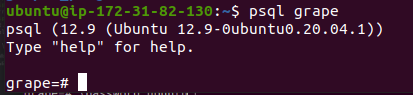 ubuntu@ip-172-31-82-130:~$ psql grape
psql (12.9 (Ubuntu 12.9-0ubuntu0.20.04.1))
Type "help" for help.
grape=#